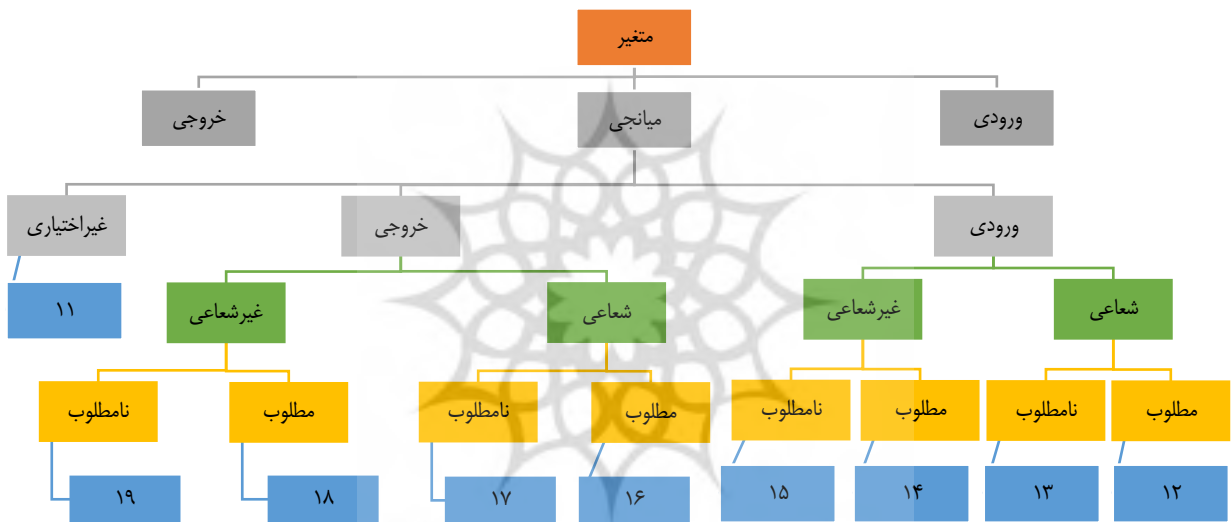 متغیر
ورودی
میانجی
خروجی
ورودی
خروجی
غیراختیاری
شعاعی
غیرشعاعی
شعاعی
غیرشعاعی
۱۱
مطلوب
نامطلوب
مطلوب
نامطلوب
مطلوب
نامطلوب
مطلوب
نامطلوب
۱۲
۱۳
۱۴
۱۵
۱۶
۱۷
۱۸
۱۹